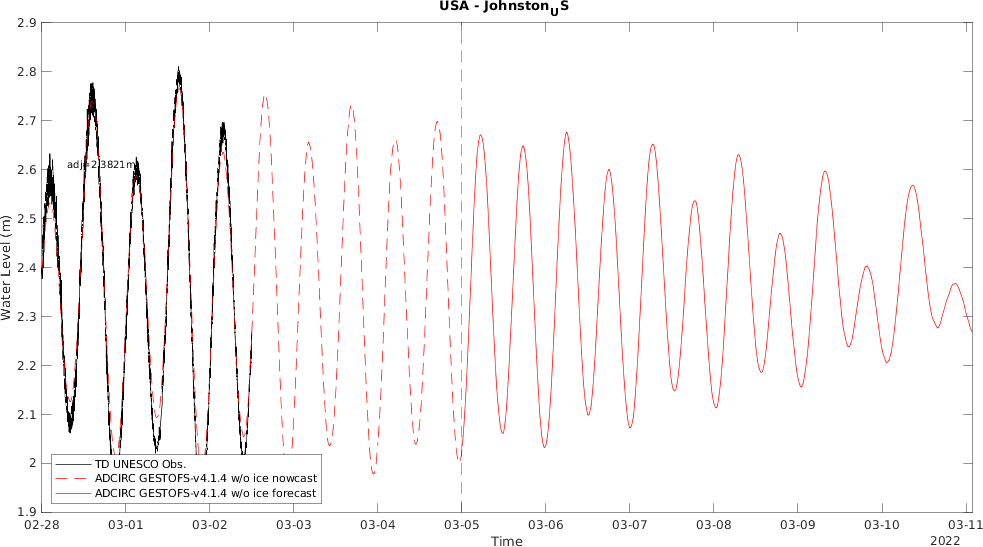 USA - Johnston_US
2.9
2.8
2.7
2.6
2.5
2.4
2.3
2.2
2.1
2
1.9
Water Level (m)
adj=2.3821m
TD UNESCO Obs.
ADCIRC GESTOFS-v4.1.4 w/o ice nowcast
ADCIRC GESTOFS-v4.1.4 w/o ice forecast
02-28 03-01 03-02 03-03 03-04 03-05 03-06 03-07 03-08 03-09 03-10 03-11
Time
2022